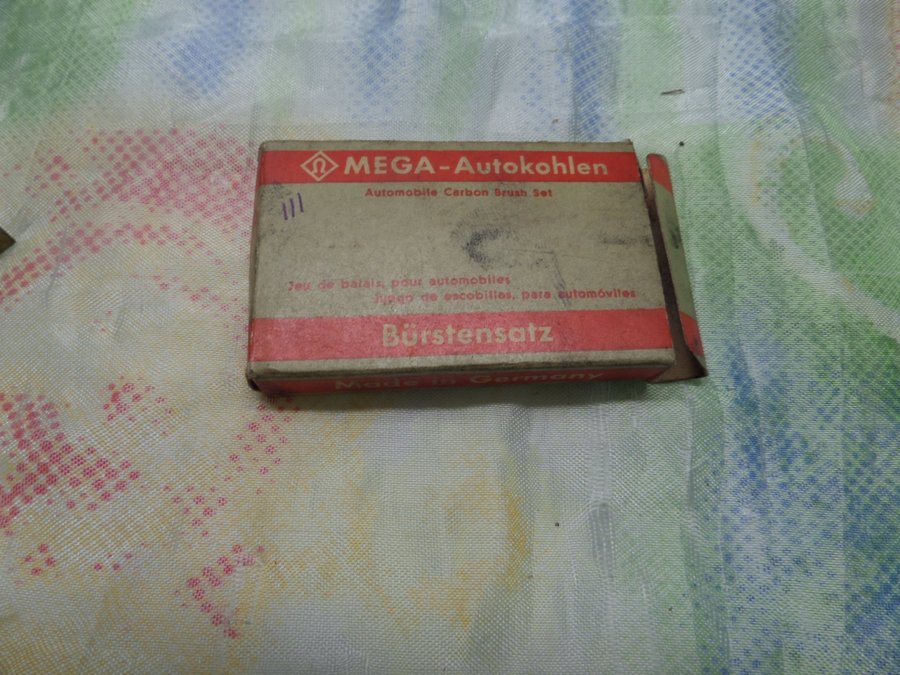 Ω MEGA-Autokohlen
Automobile Carbon Brush Set
III
Jeu de balais, pour automobiles
Juego de escobillas, para automóviles
Bürstensatz
Made in Germany